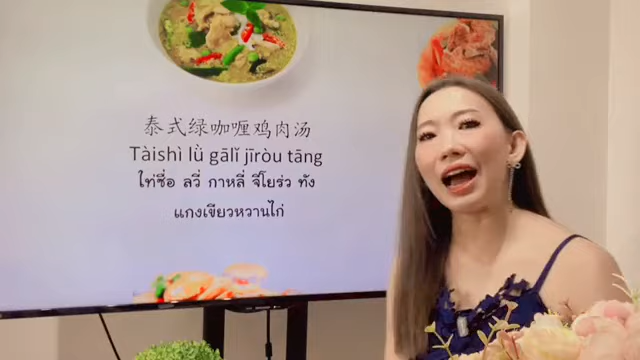 泰式绿咖喱鸡肉汤
Tàishì lǜ gālǐ jīròu tāng
ไท่ซื่อ ลวี่ กาหลี่ จีโยร่ว ทัง
แกงเขียวหวานไก่